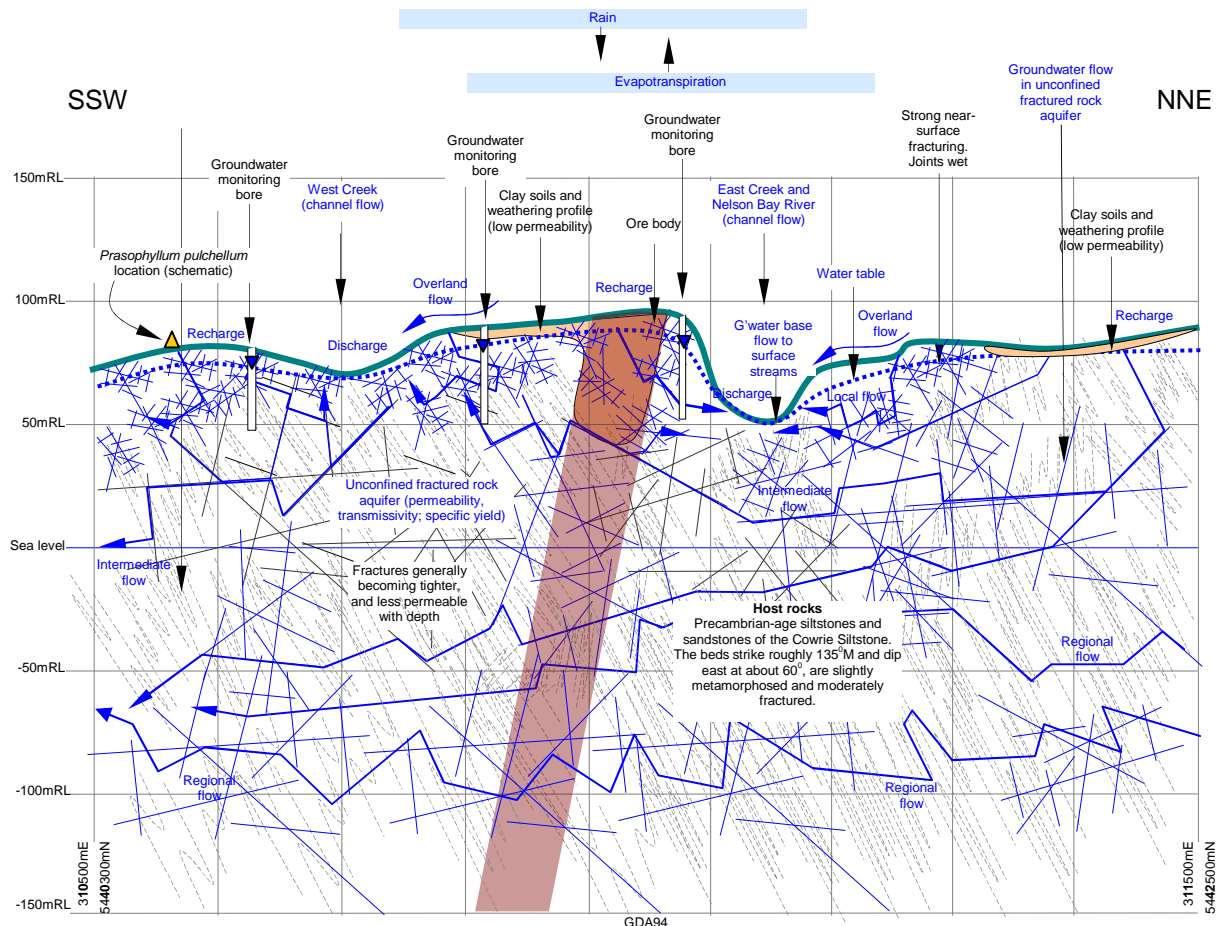 Rain
Evapotranspiration
SSW
NNE
Groundwater flow
in unconfined
fractured rock
aquifer
Strong near-
surface
fracturing.
Joints wet
Groundwater
monitoring
bore
Groundwater
monitoring
bore
Groundwater
monitoring
bore
150mRL
West Creek
(channel flow)
Clay soils and
weathering profile
(low permeability)
Ore body
East Creek and
Nelson Bay River
(channel flow)
Clay soils and
weathering profile
(low permeability)
Prasophyllum pulchellum
location (schematic)
Water table
Overland
flow
Recharge
100mRL
Recharge
Discharge
G'water base
flow to
surface
streams
Overland
flow
Recharge
Discharge
Local flow
50mRL
Unconfined fractured rock
aquifer (permeability,
transmissivity; specific yield)
Intermediate
flow
Sea level
Intermediate
flow
Fractures generally
becoming tighter,
and less permeable
with depth
Host rocks
Precambrian-age siltstones and
sandstones of the Cowrie Siltstone.
The beds strike roughly 135⁰M and dip
east at about 60⁰, are slightly
metamorphosed and moderately
fractured.
Regional
flow
-50mRL
Regional
flow
Regional
flow
-100mRL
-150mRL
310500mE
5440300mN
GDA94
311500mE
5442500mN